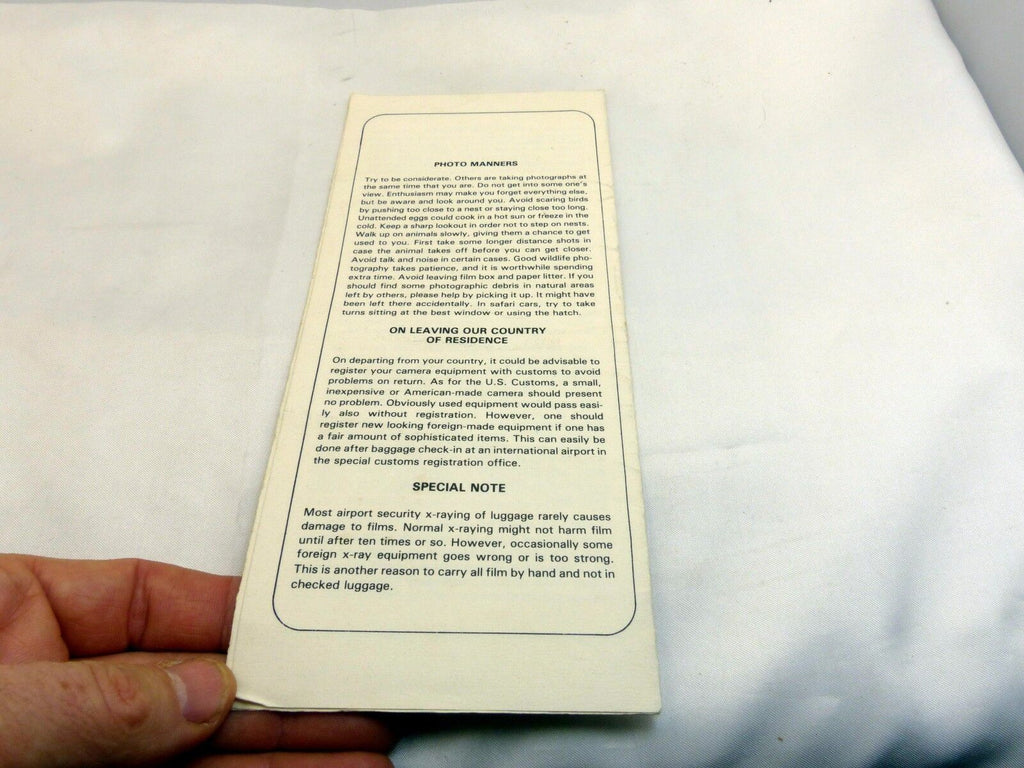 PHOTO MANNERS
Try to be considerate. Others are taking photographs at
the same time that you are. Do not get into some one's
view. Enthusiasm may make you forget everything else,
but be aware and look around you. Avoid scaring birds
by pushing too close to a nest or staying close too long.
Unattended eggs could cook in a hot sun or freeze in the
cold. Keep a sharp lookout in order not to step on nests.
Walk up on animals slowly, giving them a chance to get
used to you. First take some longer distance shots in
case the animal takes off before you can get closer.
Avoid talk and noise in certain cases. Good wildlife pho-
tography takes patience, and it is worthwhile spending
extra time. Avoid leaving film box and paper litter. If you
should find some photographic debris in natural areas
left by others, please help by picking it up. It might have
been left there accidentally. In safari cars, try to take
turns sitting at the best window or using the hatch.
ON LEAVING OUR COUNTRY
OF RESIDENCE
On departing from your country, it could be advisable to
register your camera equipment with customs to avoid
problems on return. As for the U.S. Customs, a small,
inexpensive or American-made camera should present
no problem. Obviously used equipment would pass easi-
ly also without registration. However, one should
register new looking foreign-made equipment if one has
a fair amount of sophisticated items. This can easily be
done after baggage check-in at an international airport in
the special customs registration office.
SPECIAL NOTE
Most airport security x-raying of luggage rarely causes
damage to films. Normal x-raying might not harm film
until after ten times or so. However, occasionally some
foreign x-ray equipment goes wrong or is too strong.
This is another reason to carry all film by hand and not in
checked luggage.